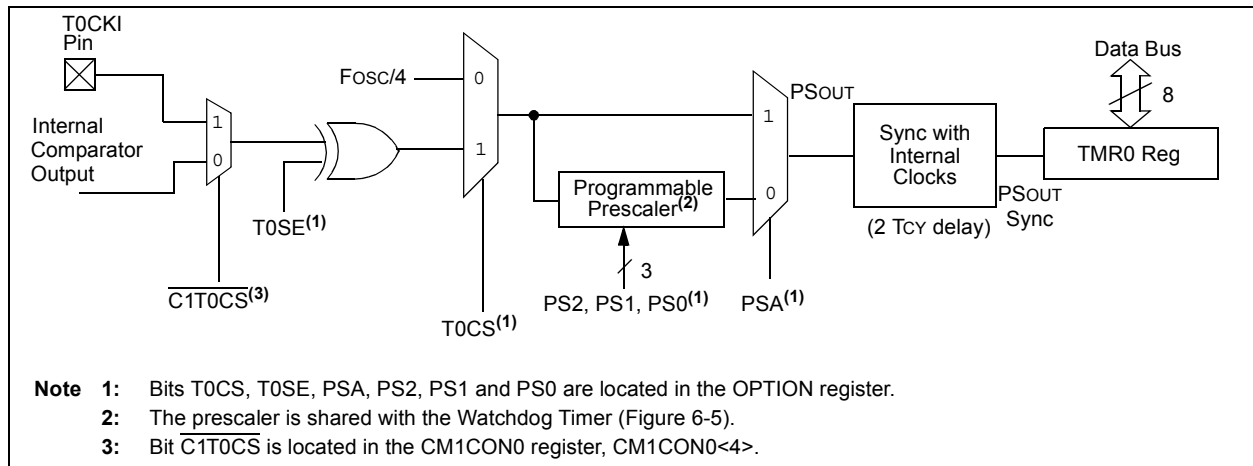 T0CKI
Pin
Internal
Comparator
Output
1
0
C1T0CS(3)
T0SE(1)
FOSC/4
0
1
T0CS(1)
Programmable
Prescaler(2)
3
PS2, PS1, PS0(1)
1
0
PSA(1)
PSOUT
Sync with
Internal
Clocks
(2 TCY delay)
PSOUT
Sync
Data Bus
8
TMR0 Reg
Note 1: Bits T0CS, T0SE, PSA, PS2, PS1 and PS0 are located in the OPTION register.
2: The prescaler is shared with the Watchdog Timer (Figure 6-5).
3: Bit C1T0CS is located in the CM1CON0 register, CM1CON0<4>.